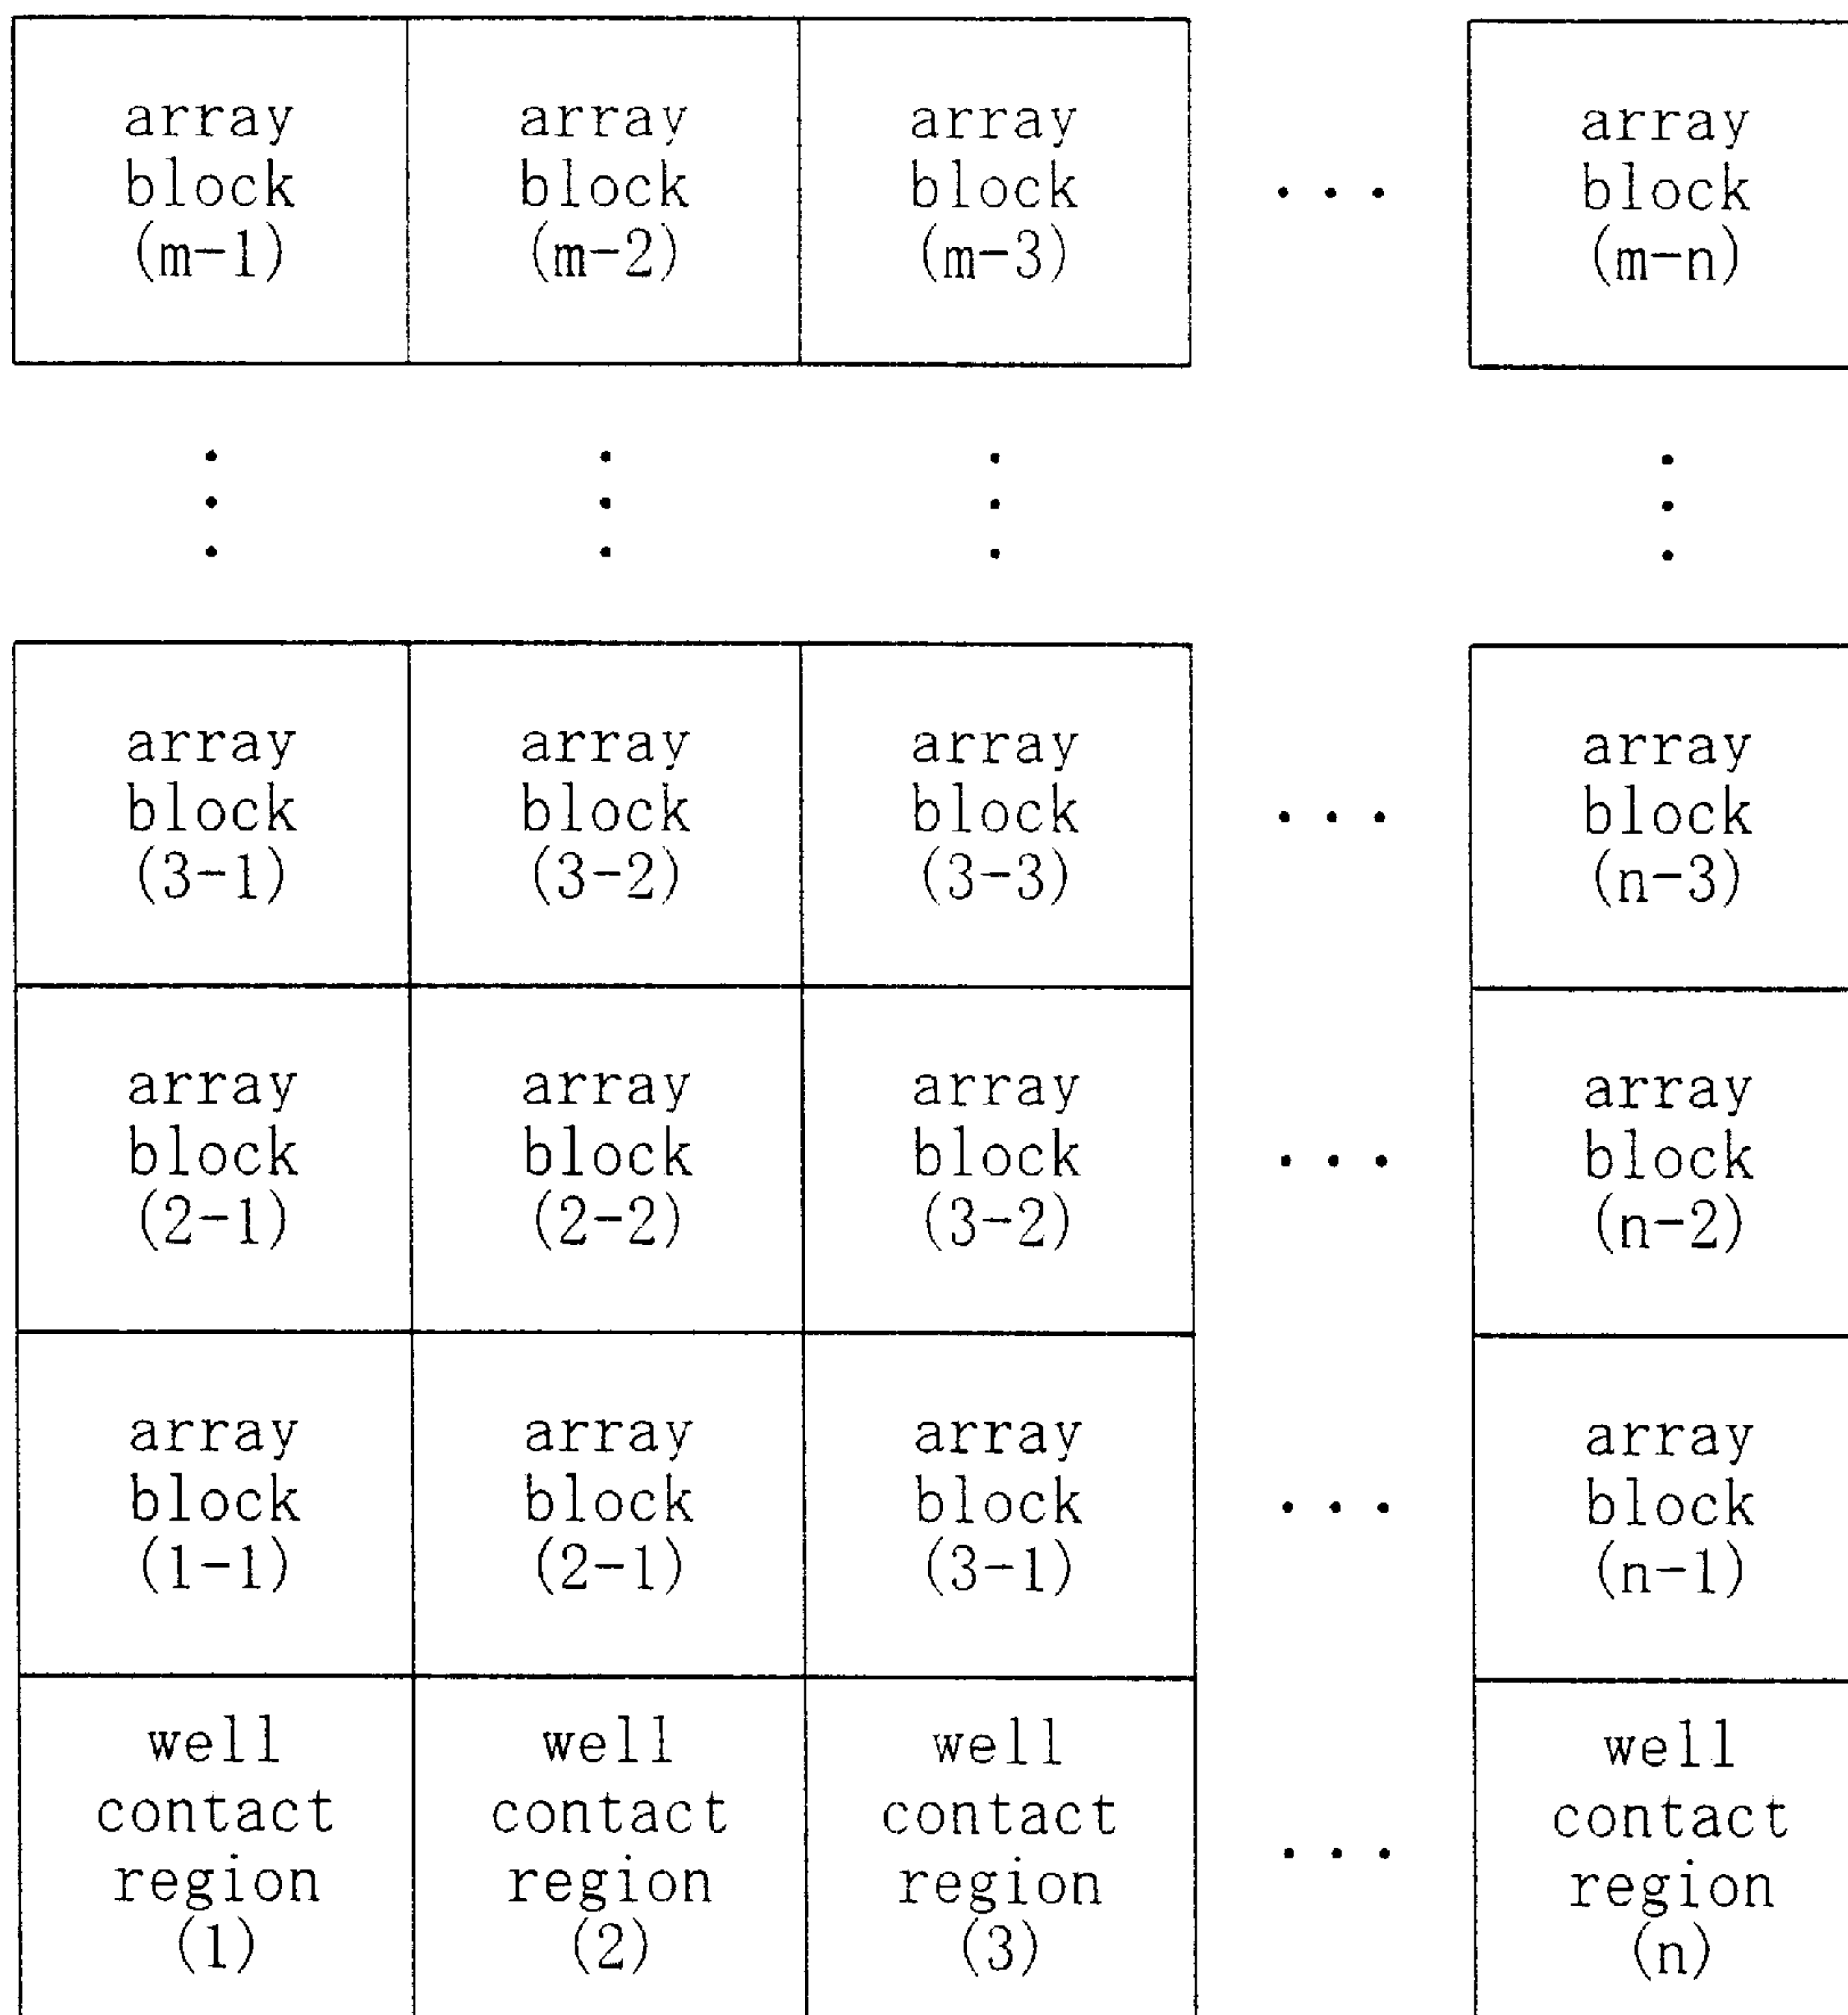 array array array array
block block block ··· block
(m-1) (m-2) (m-3) (m-n)
array array array array
block block block ··· block
(3-1) (3-2) (3-3) (n-3)
array array array array
block block block ··· block
(2-1) (2-2) (3-2) (n-2)
array array array array
block block block ··· block
(1-1) (2-1) (3-1) (n-1)
well well well well
contact contact contact ··· contact
region region region region
(1) (2) (3) (n)